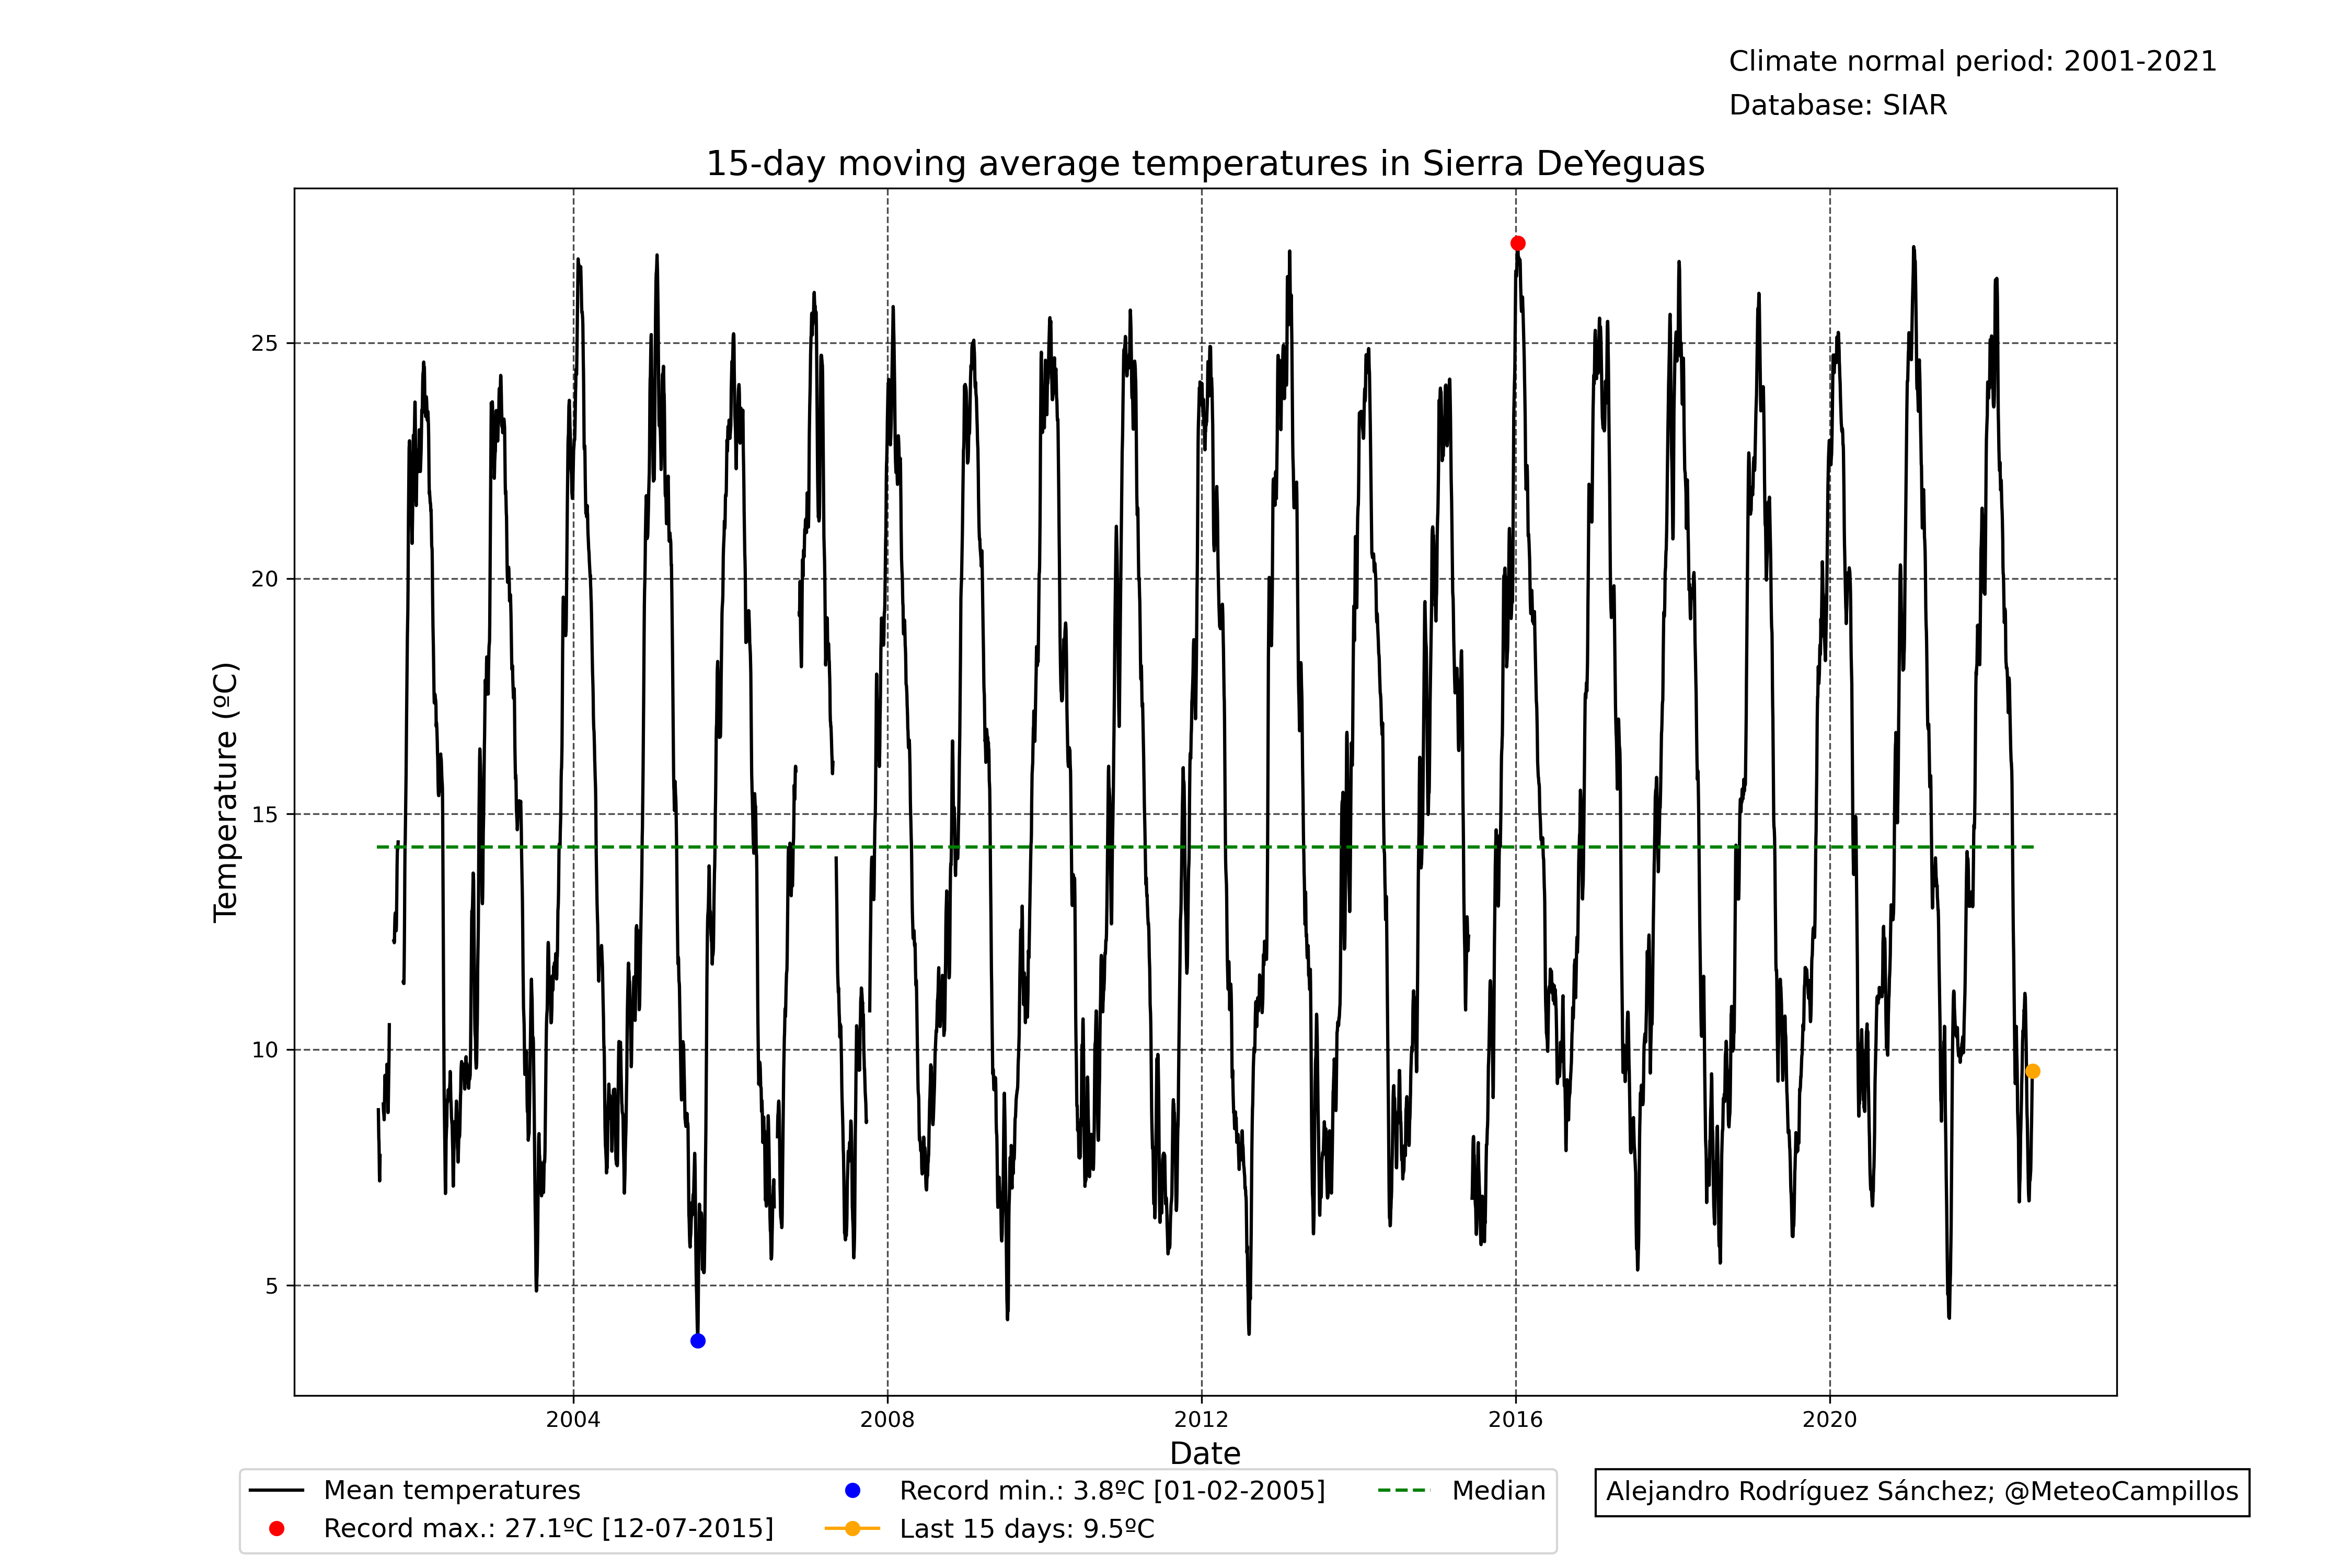 Climate normal period: 2001-2021
Database: SIAR
15-day moving average temperatures in Sierra DeYeguas
Temperature (ºC)
25
20
15
10
5
2004 2008 2012 2016 2020
Date
Mean temperatures
Record max.: 27.1ºC [12-07-2015]
Record min.: 3.8ºC [01-02-2005]
Last 15 days: 9.5ºC
Median
Alejandro Rodríguez Sánchez; @MeteoCampillos